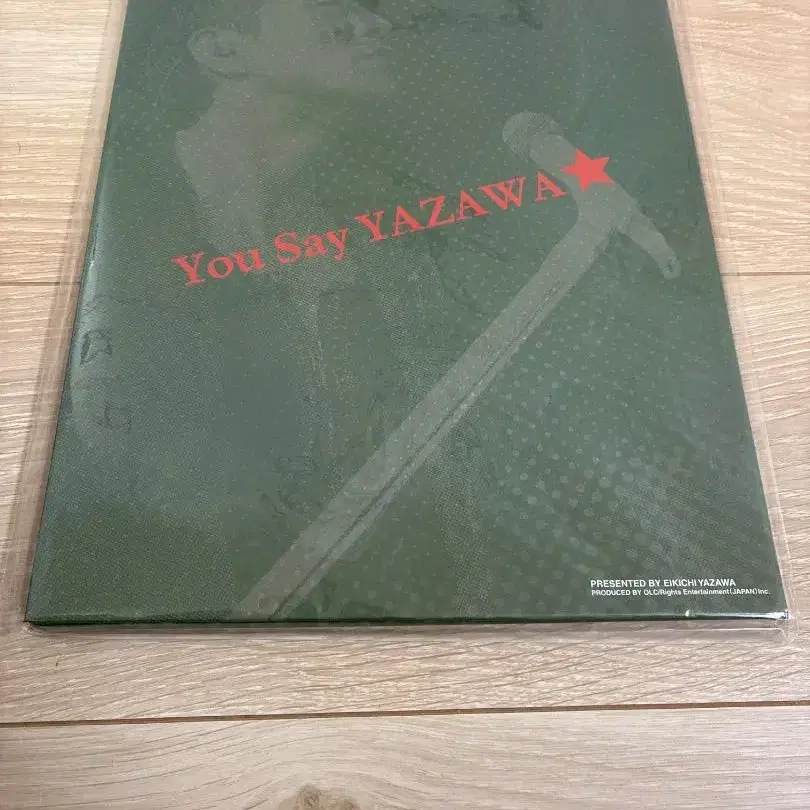 You Say YAZAWA★
PRESENTED BY EIKICHI YAZAWA
PRODUCED BY OLC/Rights Entertainment(JAPAN)Inc.